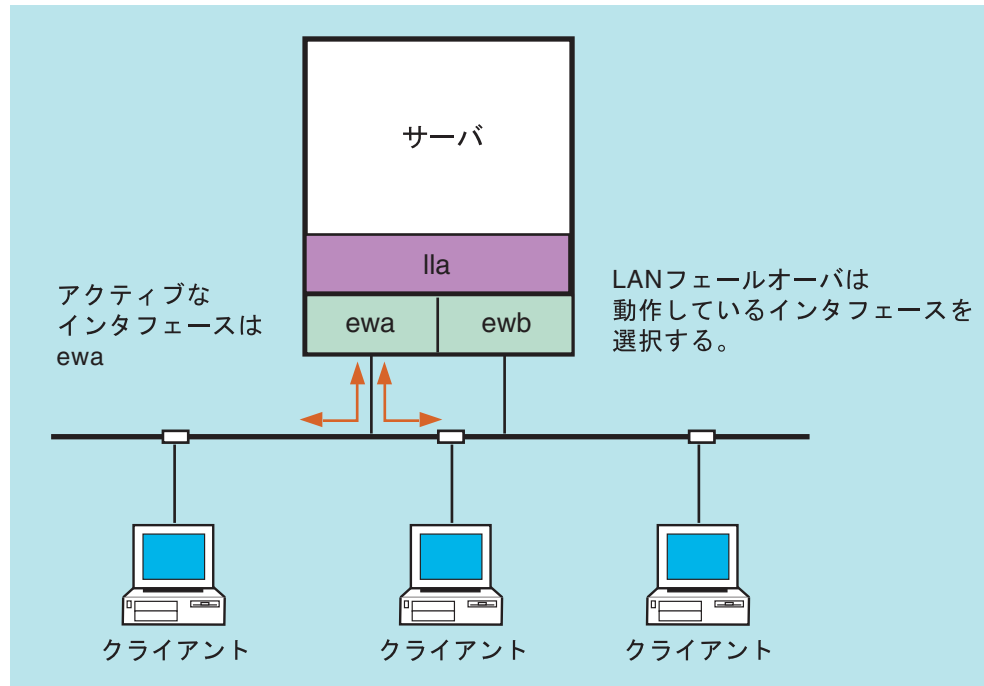 サーバ
lla
ewa
ewb
アクティブな
インタフェースは
ewa
LANフェールオーバは
動作しているインタフェースを
選択する。
クライアント
クライアント
クライアント